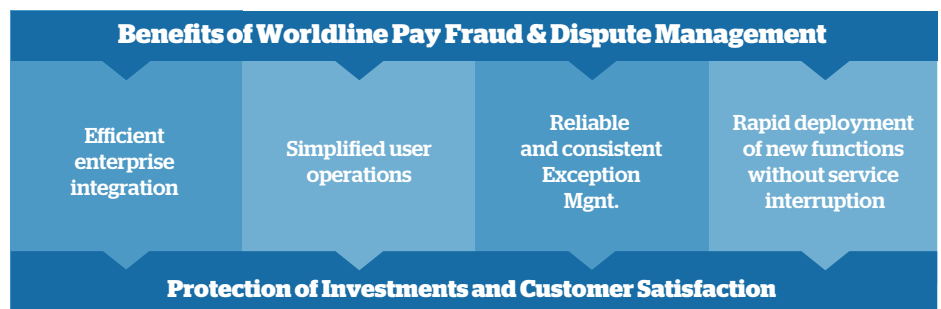 Benefits of Worldline Pay Fraud & Dispute Management
Efficient
enterprise
integration
Simplified user
operations
Reliable
and consistent
Exception
Mgnt.
Rapid deployment
of new functions
without service
interruption
Protection of Investments and Customer Satisfaction